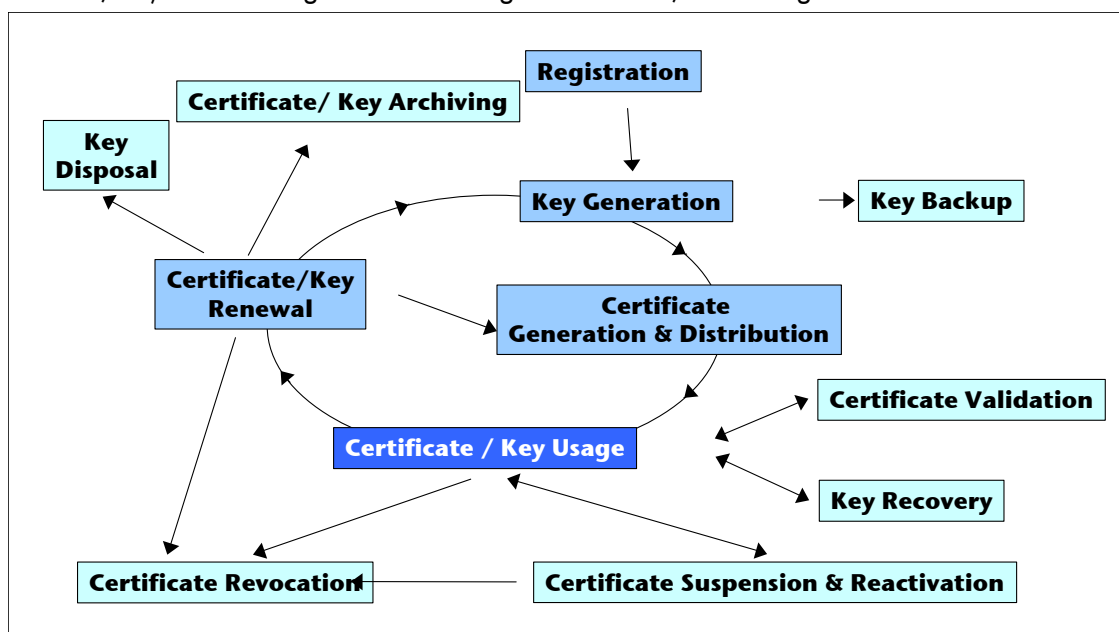 Registration
Certificate/ Key Archiving
Key
Disposal
Key Generation
Key Backup
Certificate/Key
Renewal
Certificate
Generation & Distribution
Certificate Validation
Certificate / Key Usage
Key Recovery
Certificate Revocation
Certificate Suspension & Reactivation